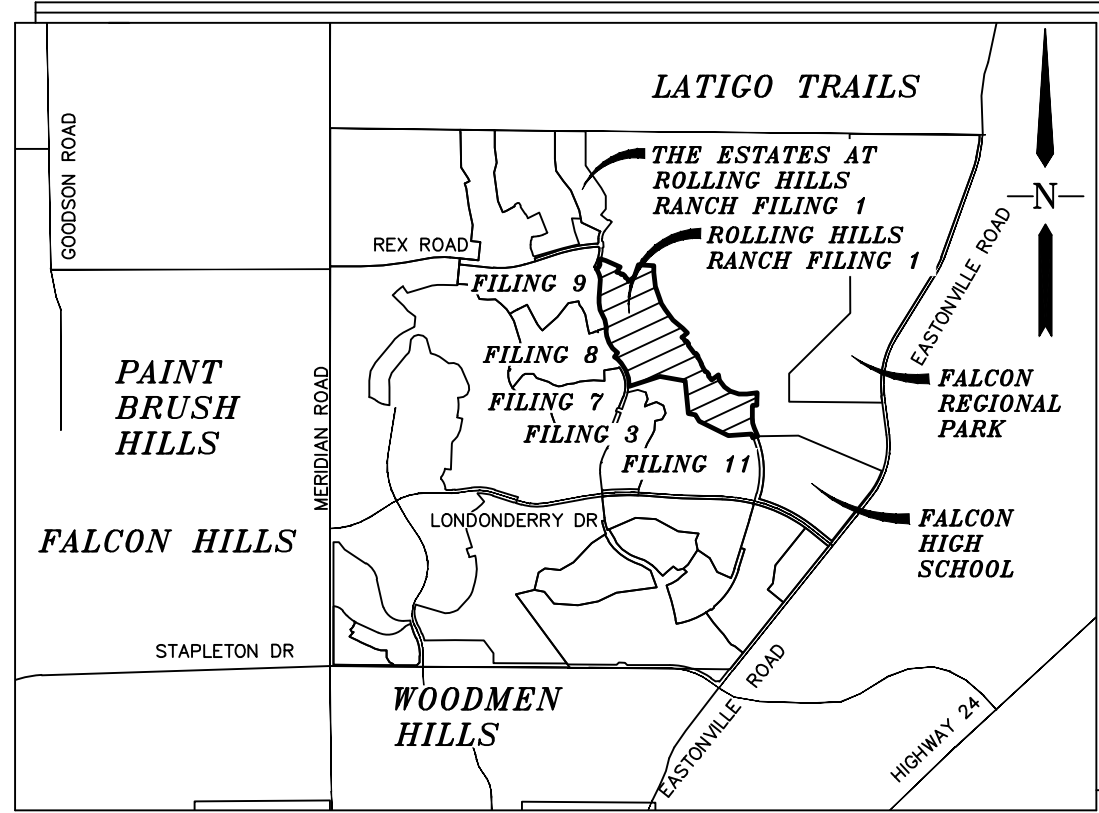 LATIGO TRAILS
GOODSON ROAD
THE ESTATES AT
ROLLING HILLS
RANCH FILING 1
N
ROLLING HILLS
RANCH FILING 1
REX ROAD
EASTONVILLE ROAD
FILING 9
FILING 8
PAINT
BRUSH
HILLS
MERIDIAN ROAD
FALCON
REGIONAL
PARK
FILING 7
FILING 3
FILING 11
LONDONDERRY DR
FALCON HILLS
FALCON
HIGH
SCHOOL
STAPLETON DR
WOODMEN
HILLS
EASTONVILLE ROAD
HIGHWAY 24